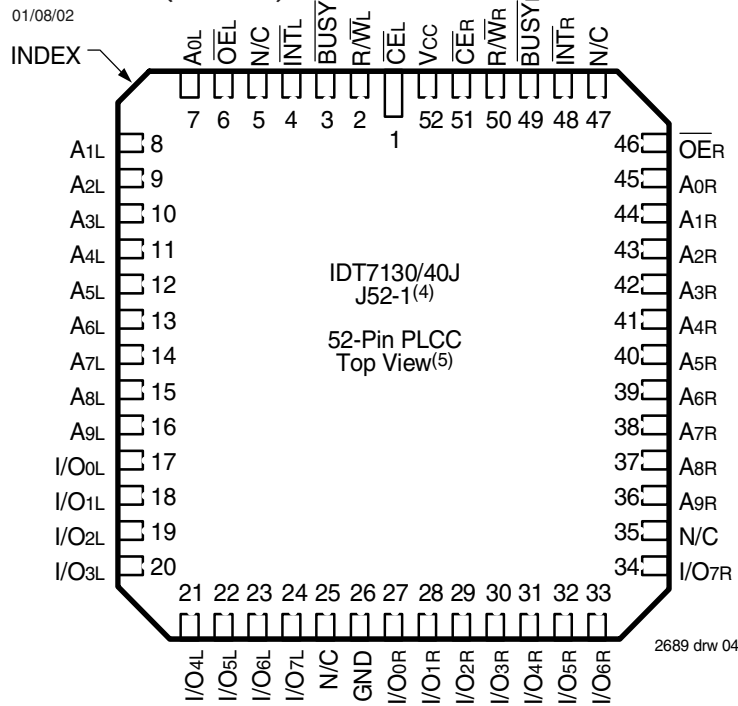 01/08/02
INDEX
A0L
OEL
N/C
INTL
BUSY
R/WL
CEL
VCC
CER
R/WR
BUSY
INTR
N/C
7 6 5 4 3 2 1 52 51 50 49 48 47
A1L 8
A2L 9
A3L 10
A4L 11
A5L 12
A6L 13
A7L 14
A8L 15
A9L 16
I/O0L 17
I/O1L 18
I/O2L 19
I/O3L 20
IDT7130/40J
J52-1(4)
52-Pin PLCC
Top View(5)
46 OER
45 A0R
44 A1R
43 A2R
42 A3R
41 A4R
40 A5R
39 A6R
38 A7R
37 A8R
36 A9R
35 N/C
34 I/O7R
21 22 23 24 25 26 27 28 29 30 31 32 33
I/O4L
I/O5L
I/O6L
I/O7L
N/C
GND
I/O0R
I/O1R
I/O2R
I/O3R
I/O4R
I/O5R
I/O6R
2689 drw 04